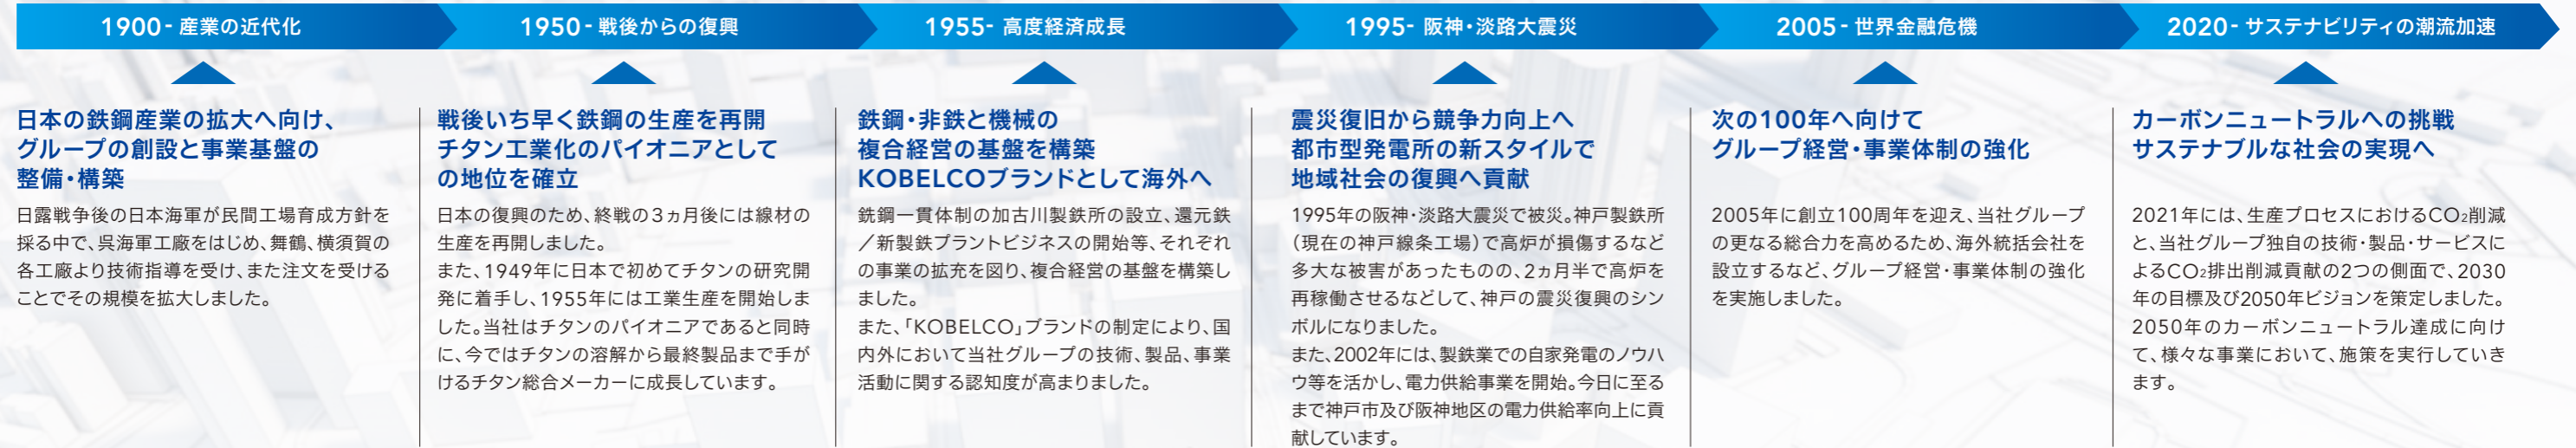 1900- 産業の近代化
1950- 戦後からの復興
1955- 高度経済成長
1995- 阪神・淡路大震災
2005- 世界金融危機
2020- サステナビリティの潮流加速
日本の鉄鋼産業の拡大へ向け、
グループの創設と事業基盤の
整備・構築
日露戦争後の日本海軍が民間工場育成方針を
採る中で、呉海軍工廠をはじめ、舞鶴、横須賀の
各工廠より技術指導を受け、また注文を受ける
ことでその規模を拡大しました。
戦後いち早く鉄鋼の生産を再開
チタン工業化のパイオニアとして
の地位を確立
日本の復興のため、終戦の3ヵ月後には線材の
生産を再開しました。
また、1949年に日本で初めてチタンの研究開
発に着手し、1955年には工業生産を開始しま
した。当社はチタンのパイオニアであると同時
に、今ではチタンの溶解から最終製品まで手が
けるチタン総合メーカーに成長しています。
鉄鋼・非鉄と機械の
複合経営の基盤を構築
KOBELCOブランドとして海外へ
銑鋼一貫体制の加古川製鉄所の設立、還元鉄
／新製鉄プラントビジネスの開始等、それぞれ
の事業の拡充を図り、複合経営の基盤を構築し
ました。
また、「KOBELCO」ブランドの制定により、国
内外において当社グループの技術、製品、事業
活動に関する認知度が高まりました。
震災復旧から競争力向上へ
都市型発電所の新スタイルで
地域社会の復興へ貢献
1995年の阪神・淡路大震災で被災。神戸製鉄所
（現在の神戸線条工場）で高炉が損傷するなど
多大な被害があったものの、2ヵ月半で高炉を
再稼働させるなどして、神戸の震災復興のシン
ボルになりました。
また、2002年には、製鉄業での自家発電のノウハ
ウ等を活かし、電力供給事業を開始。今日に至る
まで神戸市及び阪神地区の電力供給率向上に貢
献しています。
次の100年へ向けて
グループ経営・事業体制の強化
2005年に創立100周年を迎え、当社グループ
の更なる総合力を高めるため、海外統括会社を
設立するなど、グループ経営・事業体制の強化
を実施しました。
カーボンニュートラルへの挑戦
サステナブルな社会の実現へ
2021年には、生産プロセスにおけるCO₂削減
と、当社グループ独自の技術・製品・サービスに
よるCO₂排出削減貢献の2つの側面で、2030
年の目標及び2050年ビジョンを策定しました。
2050年のカーボンニュートラル達成に向け
て、様々な事業において、施策を実行していき
ます。